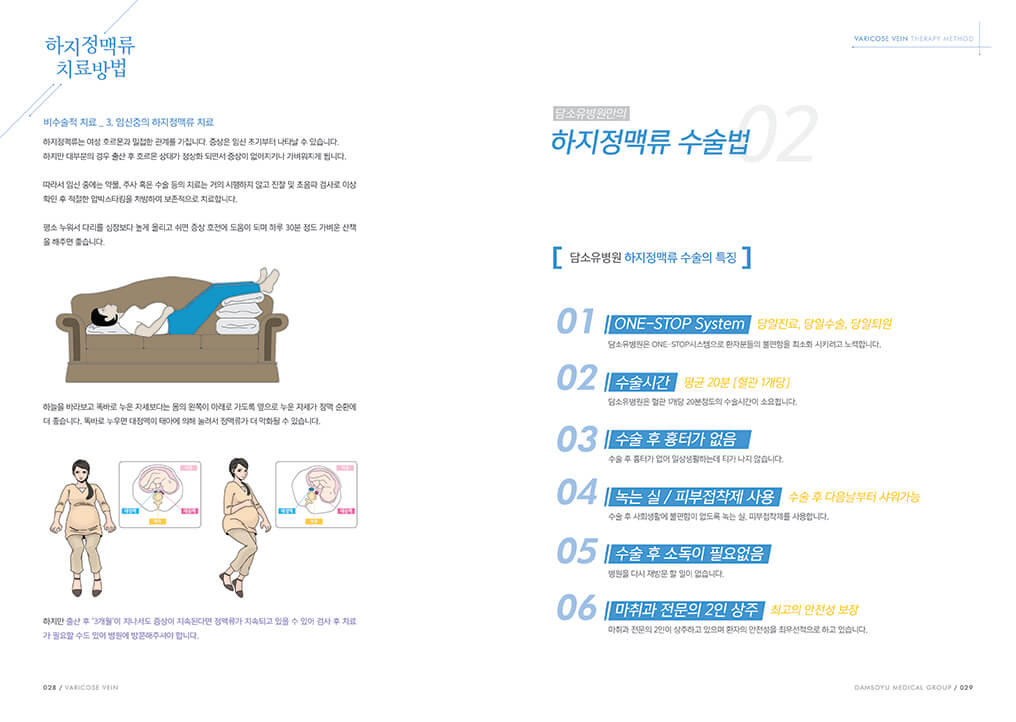 하지정맥류
치료방법
비수술적 치료 _ 3. 임신중의 하지정맥류 치료
하지정맥류는 여성 호르몬과 밀접한 관계를 가집니다. 증상은 임신 초기부터 나타날 수 있습니다.
하지만 대부분의 경우 출산 후 호르몬 상태가 정상화 되면서 증상이 없어지거나 가벼워지게 됩니다.
따라서 임신 중에는 약물, 주사 혹은 수술 등의 치료는 거의 시행하지 않고 진찰 및 초음파 검사로 이상
확인 후 적절한 압박스타킹을 처방하여 보존적으로 치료합니다.
평소 누워서 다리를 심장보다 높게 올리고 쉬면 증상 호전에 도움이 되며 하루 30분 정도 가벼운 산책
을 해주면 좋습니다.
하늘을 바라보고 똑바로 누운 자세보다는 몸의 왼쪽이 아래로 가도록 옆으로 누운 자세가 정맥 순환에
더 좋습니다. 똑바로 누우면 대정맥이 태아에 의해 눌려서 정맥류가 더 악화될 수 있습니다.
하지만 출산 후 '3개월'이 지나서도 증상이 지속된다면 정맥류가 지속되고 있을 수 있어 검사 후 치료
가 필요할 수도 있어 병원에 방문해주셔야 합니다.
028 / VARICOSE VEIN
VARICOSE VEIN THERAPY METHOD
담소유병원만의
하지정맥류 수술법
02
[ 담소유병원 하지정맥류 수술의 특징 ]
01 ONE-STOP System 당일진료, 당일수술, 당일퇴원
담소유병원은 ONE-STOP시스템으로 환자분들의 불편함을 최소화 시키려고 노력합니다.
02 수술시간 평균 20분 [혈관 1개당]
담소유병원은 혈관 1개당 20분정도의 수술시간이 소요됩니다.
03 수술 후 흉터가 없음
수술 후 흉터가 없어 일상생활하는데 티가 나지 않습니다.
04 녹는 실 / 피부접착제 사용 수술 후 다음날부터 샤워가능
수술 후 사회생활에 불편함이 없도록 녹는 실, 피부접착제를 사용합니다.
05 수술 후 소독이 필요없음
병원을 다시 재방문 할 일이 없습니다.
06 마취과 전문의 2인 상주 최고의 안전성 보장
마취과 전문의 2인이 상주하고 있으며 환자의 안전성을 최우선적으로 하고 있습니다.
DAMSOYU MEDICAL GROUP / 029